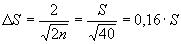 ΔS = 2/√2n = S/√40 = 0,16 · S